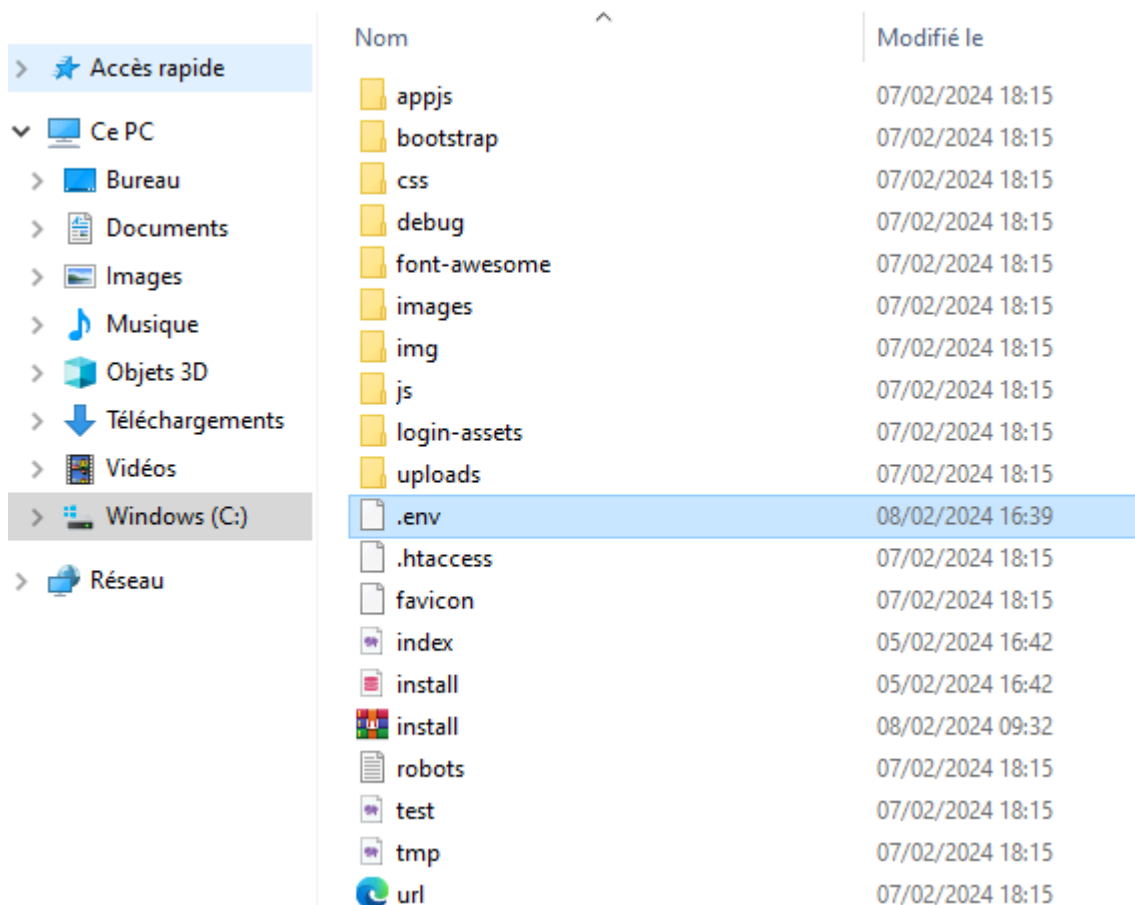 Nom Modifié le
Accès rapide
Ce PC
Bureau
Documents
Images
Musique
Objets 3D
Téléchargements
Vidéos
Windows (C:)
Réseau
appjs 07/02/2024 18:15
bootstrap 07/02/2024 18:15
css 07/02/2024 18:15
debug 07/02/2024 18:15
font-awesome 07/02/2024 18:15
images 07/02/2024 18:15
img 07/02/2024 18:15
js 07/02/2024 18:15
login-assets 07/02/2024 18:15
uploads 07/02/2024 18:15
.env 08/02/2024 16:39
.htaccess 07/02/2024 18:15
favicon 07/02/2024 18:15
index 05/02/2024 16:42
install 05/02/2024 16:42
install 08/02/2024 09:32
robots 07/02/2024 18:15
test 07/02/2024 18:15
tmp 07/02/2024 18:15
url 07/02/2024 18:15